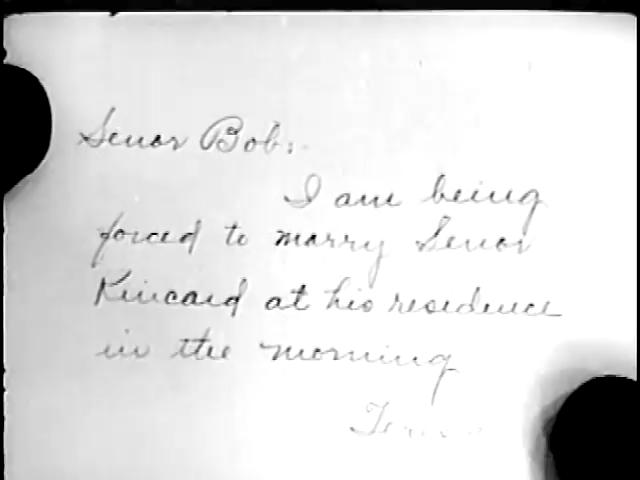 Senor Bob:
I am being
forced to marry Senor
Kincaid at his residence
in the morning